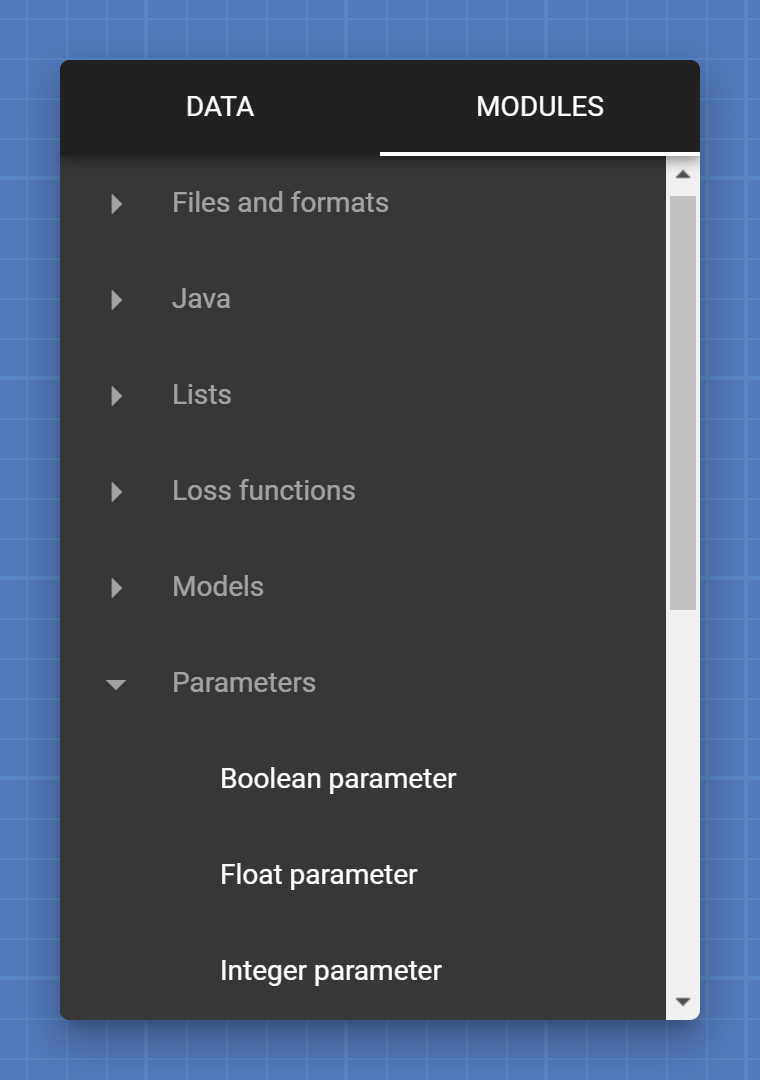 DATA
MODULES
Files and formats
Java
Lists
Loss functions
Models
Parameters
Boolean parameter
Float parameter
Integer parameter